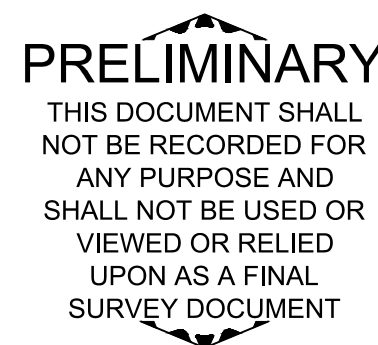 PRELIMINARY
THIS DOCUMENT SHALL
NOT BE RECORDED FOR
ANY PURPOSE AND
SHALL NOT BE USED OR
VIEWED OR RELIED
UPON AS A FINAL
SURVEY DOCUMENT